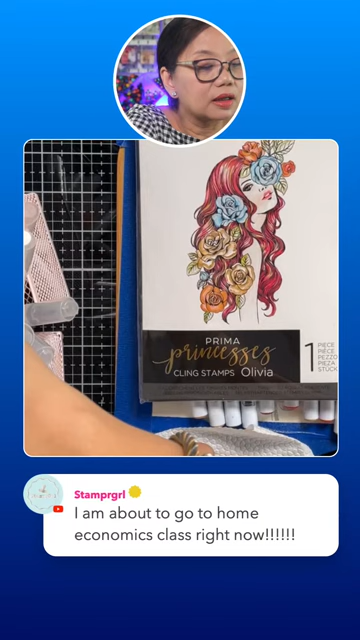 PRIMA
princesses
CLING STAMPS Olivia
1
PIECE
PIÈCE
PEZZO
PIEZA
STÜCK
Stamprgrl
I am about to go to home
economics class right now!!!!!!